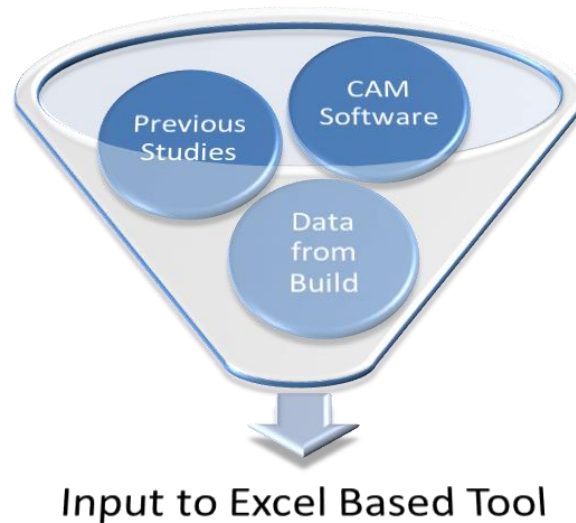 Previous
Studies
CAM
Software
Data
from
Build
Input to Excel Based Tool